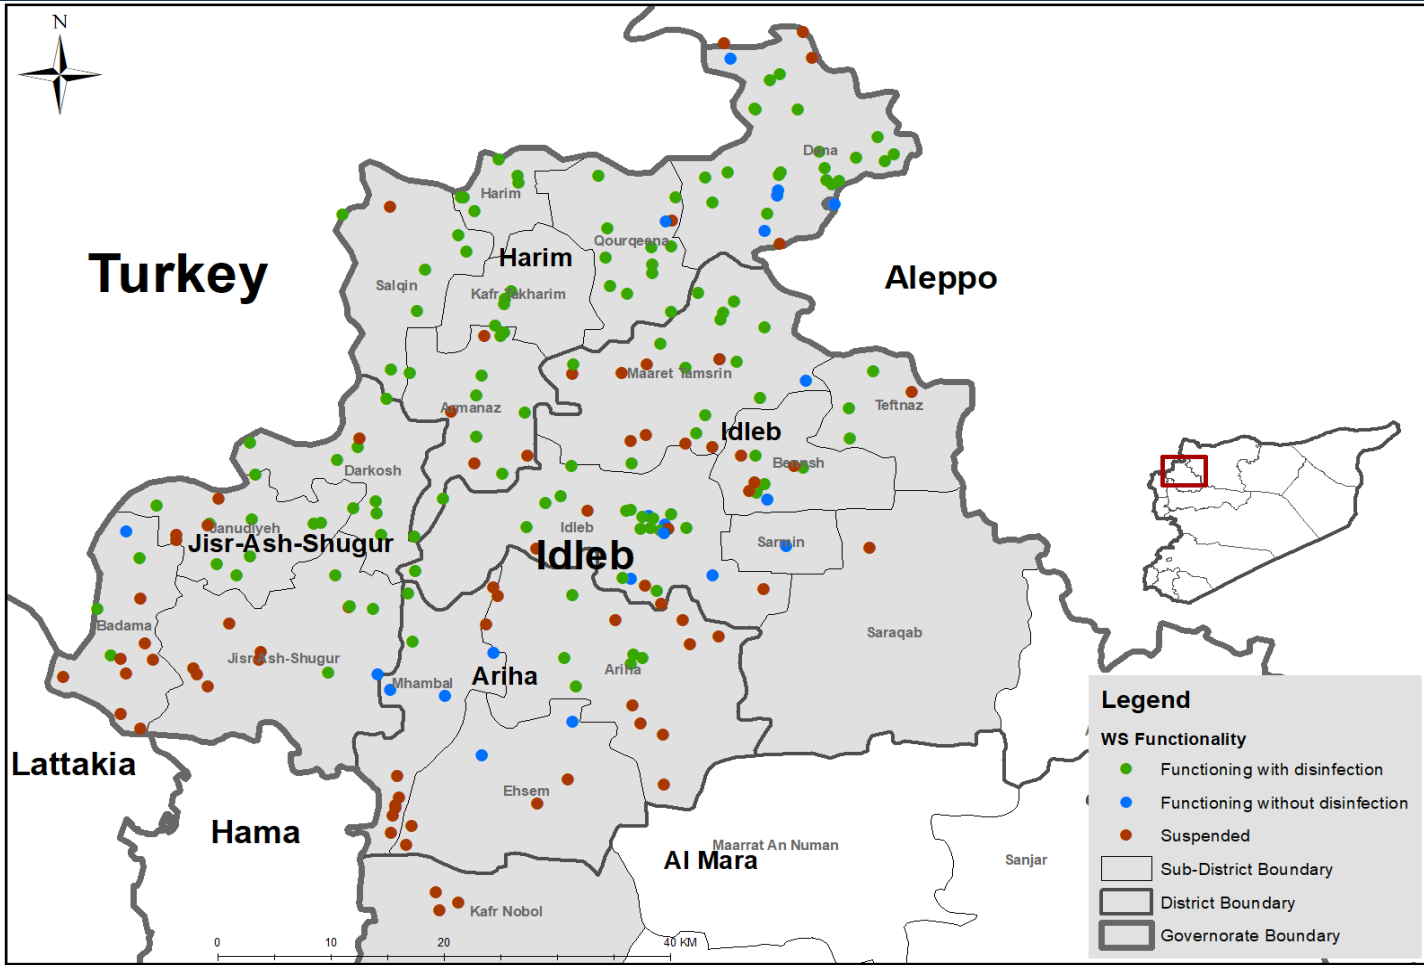 N
Dana
Harim
Qourqeena
Turkey
Harim
Aleppo
Salqin
Kafr Takharim
Maaret Tamsrin
Armanaz
Teftnaz
Idleb
Bennsh
Darkosh
Janudiyeh
Idleb
Jisr-Ash-Shugur
Idleb
Sarmin
Badama
Saraqab
Jisr-Ash-Shugur
Mhambal
Ariha
Ariha
Lattakia
Ehsem
Hama
Maarrat An Numan
Al Mara
Sanjar
Kafr Nobol
0 10 20 40 KM
Legend
WS Functionality
Functioning with disinfection
Functioning without disinfection
Suspended
Sub-District Boundary
District Boundary
Governorate Boundary